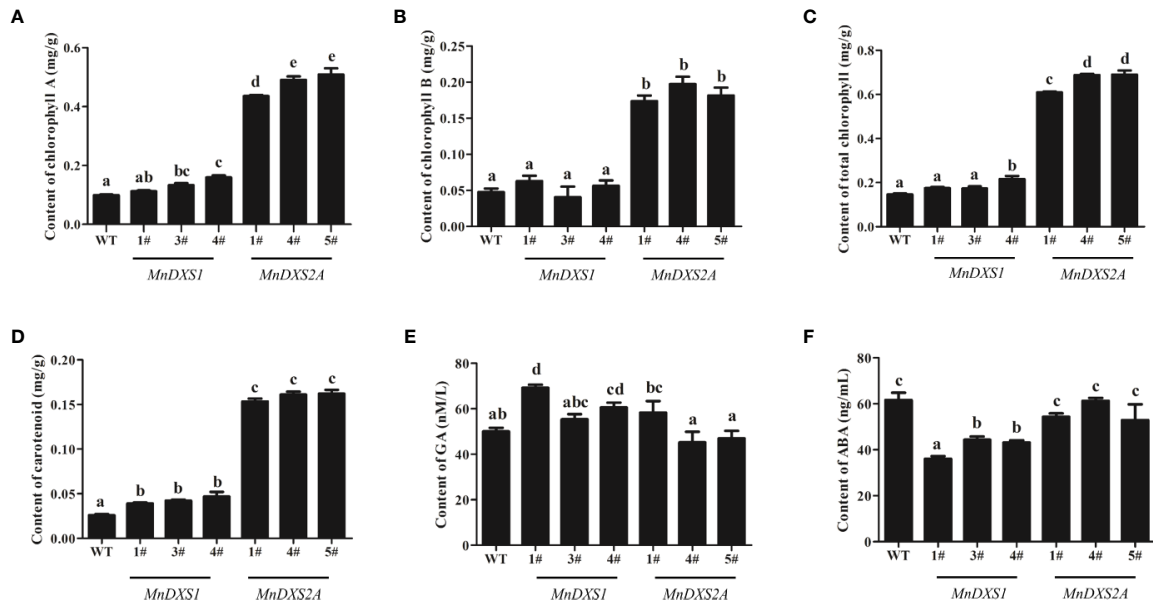 A
Content of chlorophyll A (mg/g)
0.6
0.4
0.2
0.0
a ab bc c d e e
WT 1# 3# 4# 1# 4# 5#
MnDXS1 MnDXS2A
B
Content of chlorophyll B (mg/g)
0.25
0.20
0.15
0.10
0.05
0.00
a a a a b b b
WT 1# 3# 4# 1# 4# 5#
MnDXS1 MnDXS2A
C
Content of total chlorophyll (mg/g)
0.8
0.6
0.4
0.2
0.0
a a a b c d d
WT 1# 3# 4# 1# 4# 5#
MnDXS1 MnDXS2A
D
Content of carotenoid (mg/g)
0.20
0.15
0.10
0.05
0.00
a b b b c c c
WT 1# 3# 4# 1# 4# 5#
MnDXS1 MnDXS2A
E
Content of GA (nM/L)
80
60
40
20
0
ab d abc cd bc a a
WT 1# 3# 4# 1# 4# 5#
MnDXS1 MnDXS2A
F
Content of ABA (ng/mL)
80
60
40
20
0
c a b b c c c
WT 1# 3# 4# 1# 4# 5#
MnDXS1 MnDXS2A